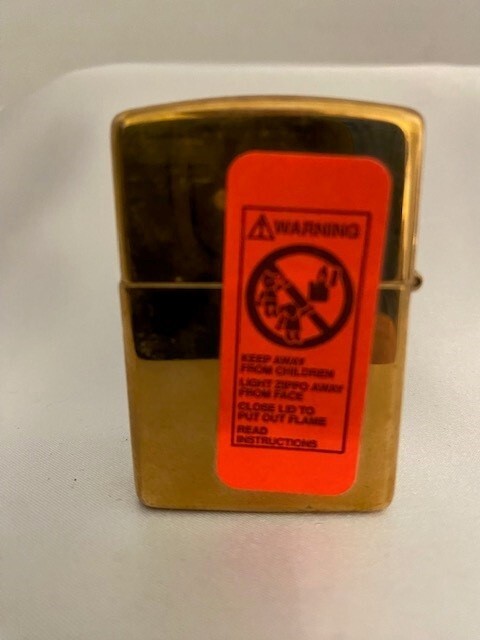 WARNING
KEEP AWAY
FROM CHILDREN
LIGHT ZIPPO AWAY
FROM FACE
CLOSE LID TO
PUT OUT FLAME
READ
INSTRUCTIONS